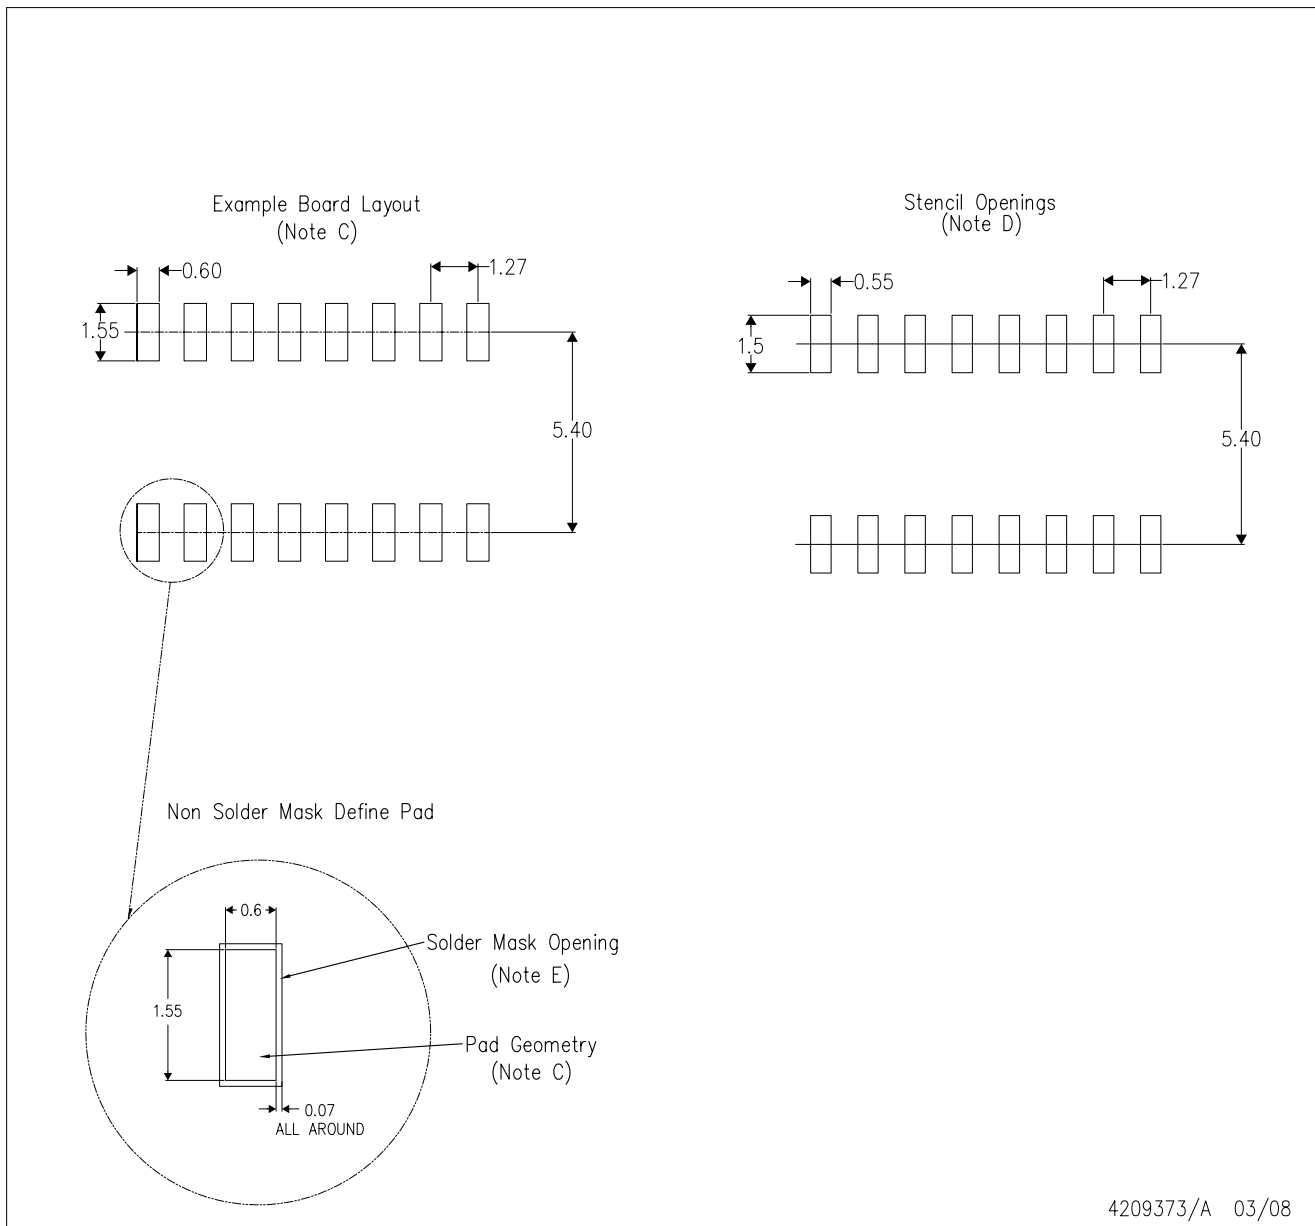 Example Board Layout
(Note C)
0.60
1.27
1.55
5.40
Stencil Openings
(Note D)
0.55
1.27
1.5
5.40
Non Solder Mask Define Pad
0.6
1.55
Solder Mask Opening
(Note E)
Pad Geometry
(Note C)
0.07
ALL AROUND
4209373/A 03/08